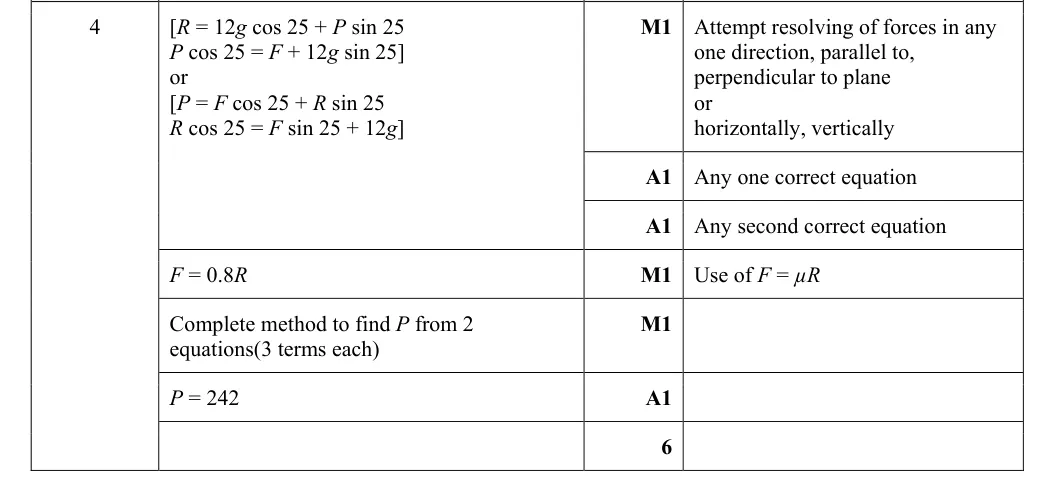 4
[R = 12g cos 25 + P sin 25
P cos 25 = F + 12g sin 25]
or
[P = F cos 25 + R sin 25
R cos 25 = F sin 25 + 12g]
M1
Attempt resolving of forces in any
one direction, parallel to,
perpendicular to plane
or
horizontally, vertically
A1
Any one correct equation
A1
Any second correct equation
F = 0.8R
M1
Use of F = μR
Complete method to find P from 2
equations(3 terms each)
M1
P = 242
A1
6